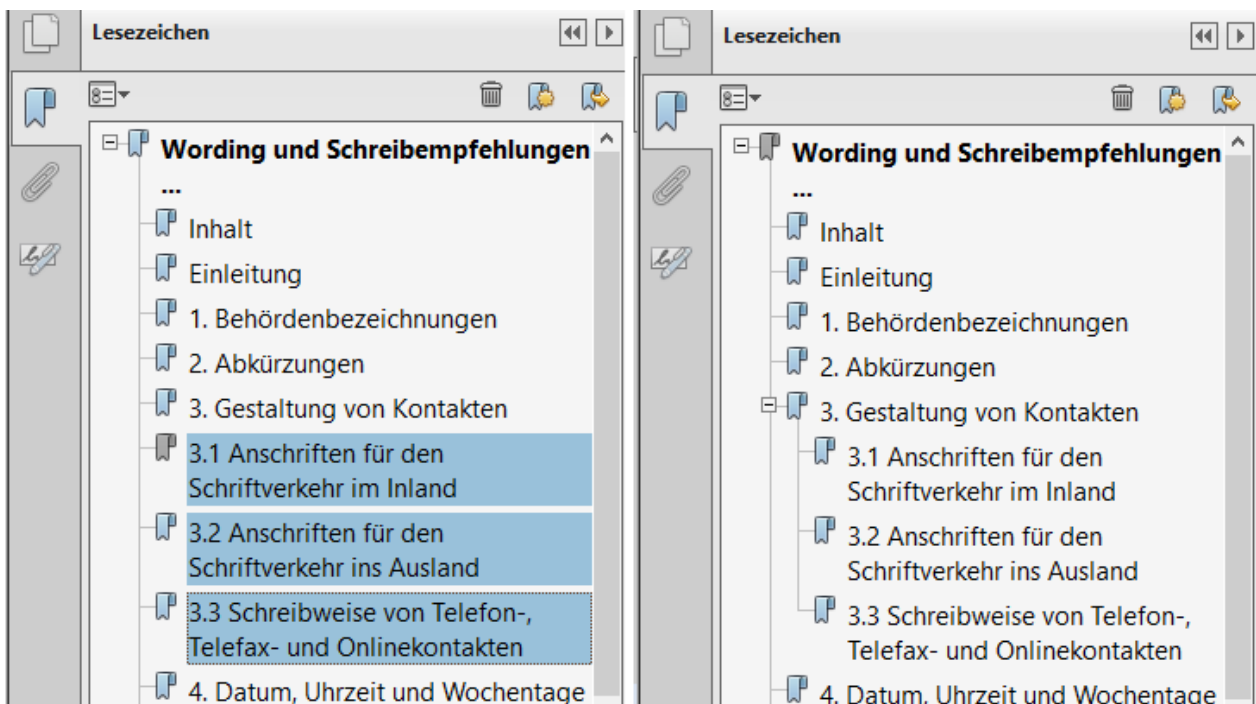 Lesezeichen
Wording und Schreibempfehlungen
...
Inhalt
Einleitung
1. Behördenbezeichnungen
2. Abkürzungen
3. Gestaltung von Kontakten
3.1 Anschriften für den
Schriftverkehr im Inland
3.2 Anschriften für den
Schriftverkehr ins Ausland
3.3 Schreibweise von Telefon-,
Telefax- und Onlinekontakten
4. Datum, Uhrzeit und Wochentage
Lesezeichen
Wording und Schreibempfehlungen
...
Inhalt
Einleitung
1. Behördenbezeichnungen
2. Abkürzungen
3. Gestaltung von Kontakten
3.1 Anschriften für den
Schriftverkehr im Inland
3.2 Anschriften für den
Schriftverkehr ins Ausland
3.3 Schreibweise von Telefon-,
Telefax- und Onlinekontakten
4. Datum, Uhrzeit und Wochentage